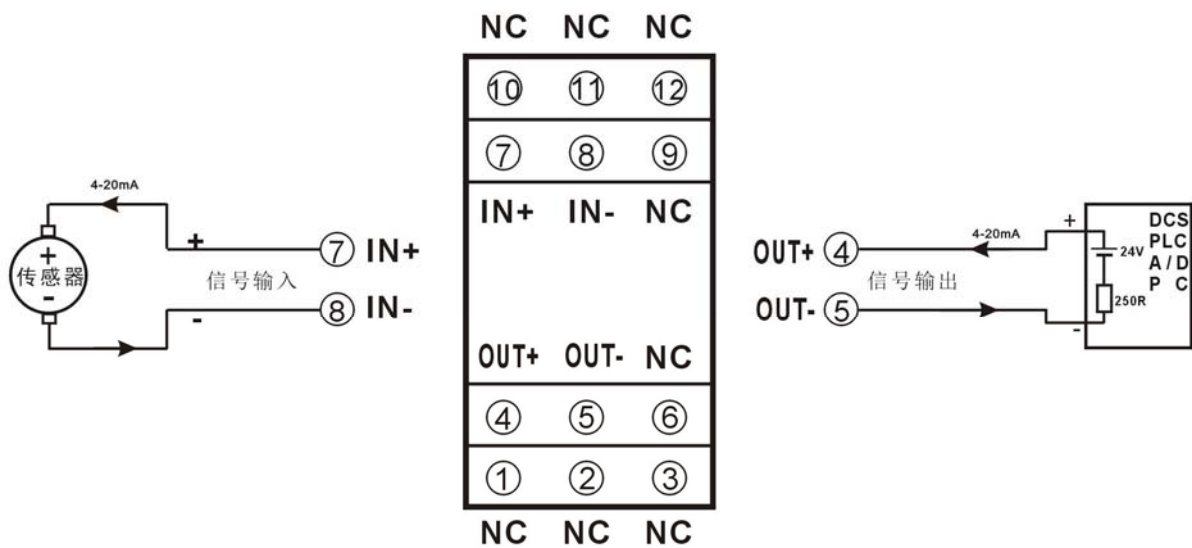 NC NC NC
⑩ ⑪ ⑫
⑦ ⑧ ⑨
IN+ IN- NC
4-20mA
+
传感器
-
+
信号输入
-
⑦ IN+
⑧ IN-
OUT+ ④
信号输出
OUT- ⑤
4-20mA
+
-
24V
250R
DCS
PLC
A/D
P C
OUT+ OUT- NC
④ ⑤ ⑥
① ② ③
NC NC NC